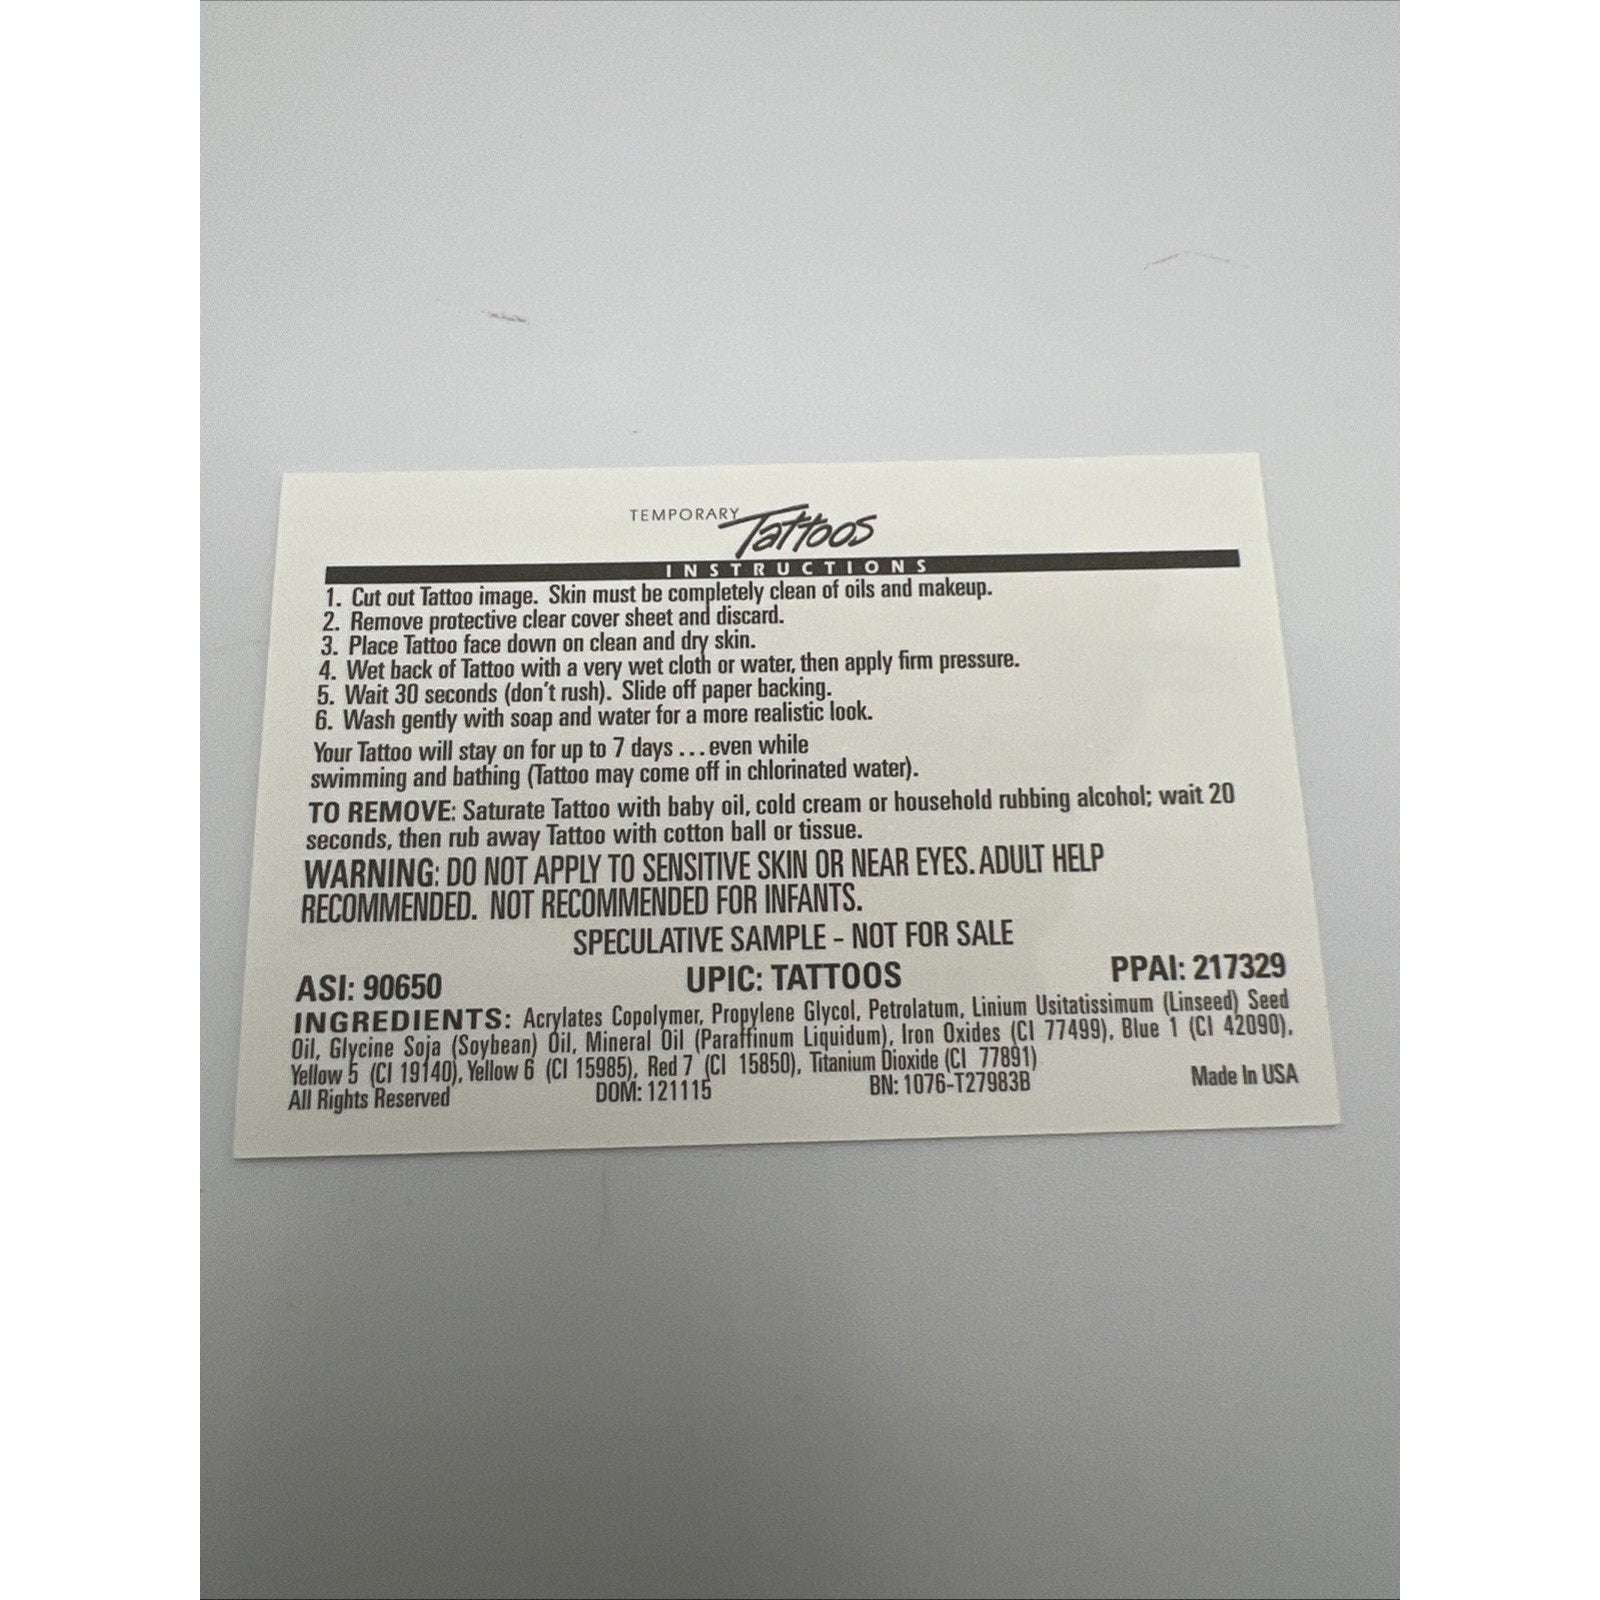 TEMPORARY Tattoos
INSTRUCTIONS
1. Cut out Tattoo image. Skin must be completely clean of oils and makeup.
2. Remove protective clear cover sheet and discard.
3. Place Tattoo face down on clean and dry skin.
4. Wet back of Tattoo with a very wet cloth or water, then apply firm pressure.
5. Wait 30 seconds (don't rush). Slide off paper backing.
6. Wash gently with soap and water for a more realistic look.
Your Tattoo will stay on for up to 7 days ... even while
swimming and bathing (Tattoo may come off in chlorinated water).
TO REMOVE: Saturate Tattoo with baby oil, cold cream or household rubbing alcohol; wait 20
seconds, then rub away Tattoo with cotton ball or tissue.
WARNING: DO NOT APPLY TO SENSITIVE SKIN OR NEAR EYES. ADULT HELP
RECOMMENDED. NOT RECOMMENDED FOR INFANTS.
SPECULATIVE SAMPLE - NOT FOR SALE
ASI: 90650 UPIC: TATTOOS PPAI: 217329
INGREDIENTS: Acrylates Copolymer, Propylene Glycol, Petrolatum, Linium Usitatissimum (Linseed) Seed
Oil, Glycine Soja (Soybean) Oil, Mineral Oil (Paraffinum Liquidum), Iron Oxides (CI 77499), Blue 1 (CI 42090),
Yellow 5 (CI 19140), Yellow 6 (CI 15985), Red 7 (CI 15850), Titanium Dioxide (CI 77891)
All Rights Reserved DOM: 121115 BN: 1076-T27983B Made In USA